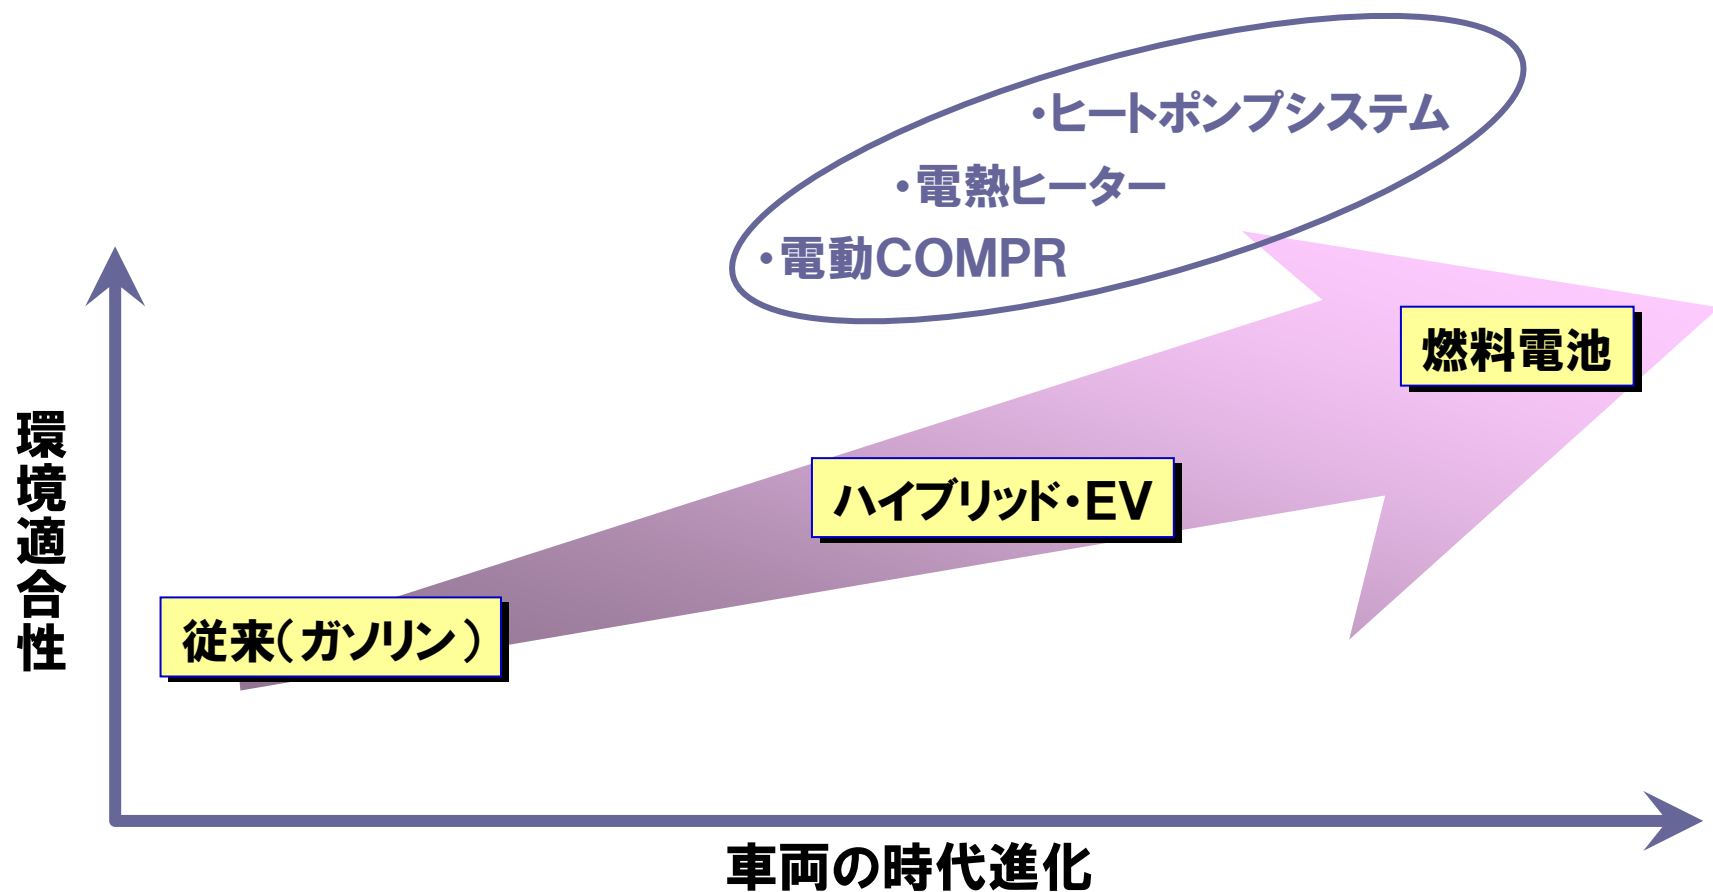 ・ヒートポンプシステム
・電熱ヒーター
・電動COMPR
燃料電池
ハイブリッド・EV
従来(ガソリン)
環境適合性
車両の時代進化